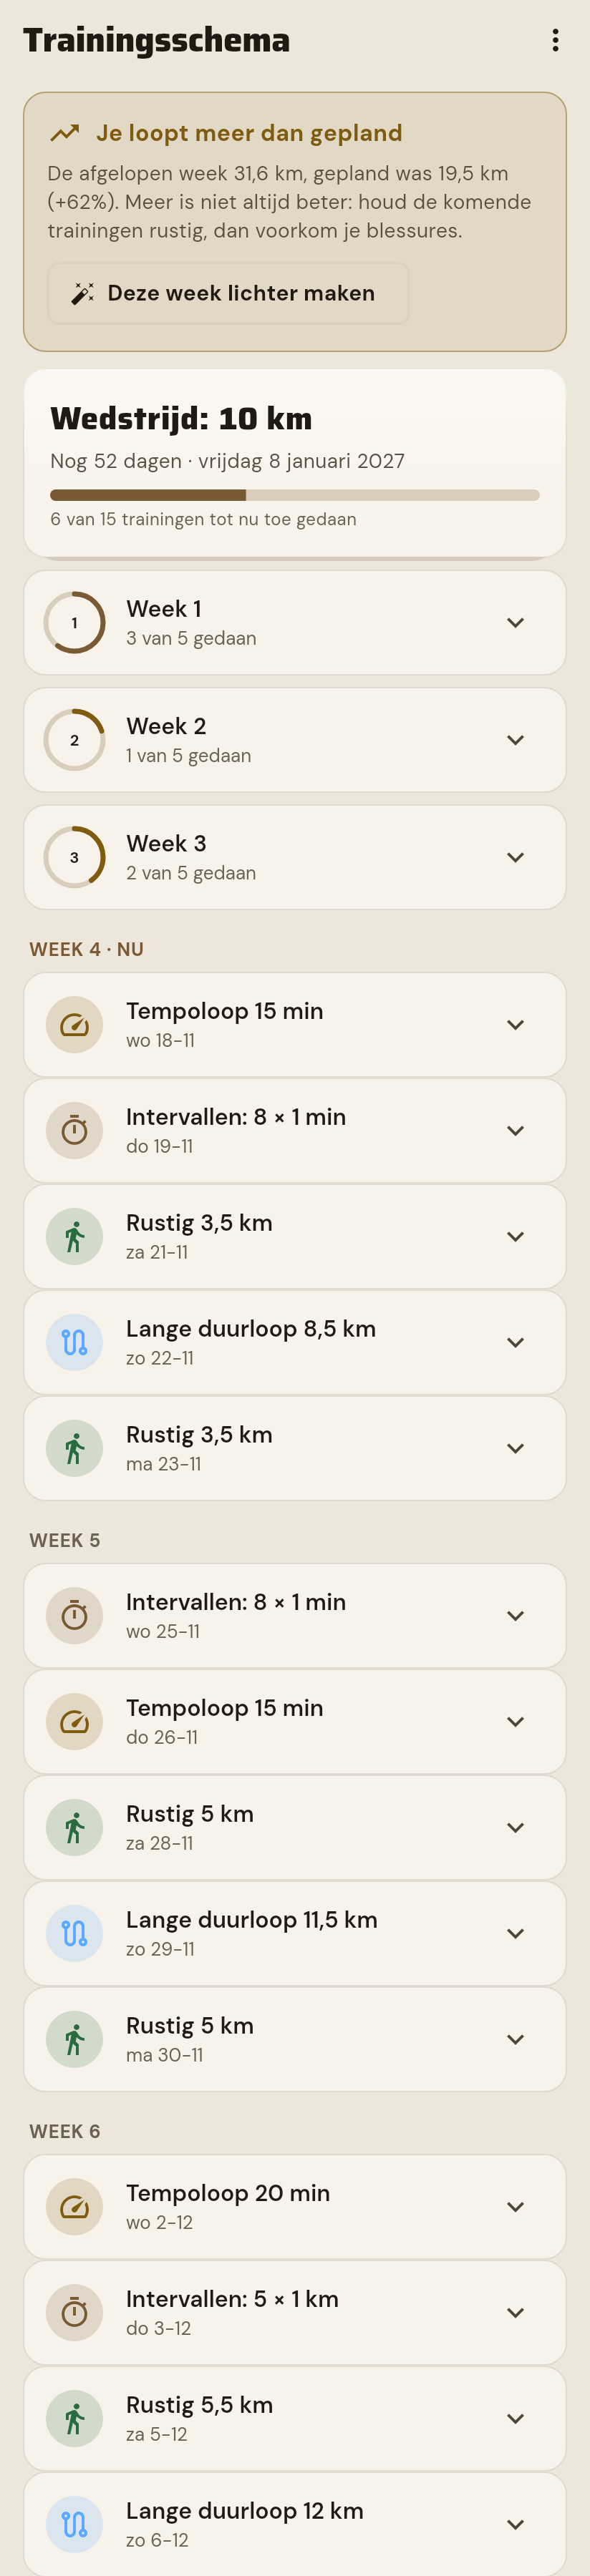 Trainingsschema
Je loopt meer dan gepland
De afgelopen week 31,6 km, gepland was 19,5 km
(+62%). Meer is niet altijd beter: houd de komende
trainingen rustig, dan voorkom je blessures.
Deze week lichter maken
Wedstrijd: 10 km
Nog 52 dagen · vrijdag 8 januari 2027
6 van 15 trainingen tot nu toe gedaan
1
Week 1
3 van 5 gedaan
2
Week 2
1 van 5 gedaan
3
Week 3
2 van 5 gedaan
WEEK 4 · NU
Tempoloop 15 min
wo 18-11
Intervallen: 8 × 1 min
do 19-11
Rustig 3,5 km
za 21-11
Lange duurloop 8,5 km
zo 22-11
Rustig 3,5 km
ma 23-11
WEEK 5
Intervallen: 8 × 1 min
wo 25-11
Tempoloop 15 min
do 26-11
Rustig 5 km
za 28-11
Lange duurloop 11,5 km
zo 29-11
Rustig 5 km
ma 30-11
WEEK 6
Tempoloop 20 min
wo 2-12
Intervallen: 5 × 1 km
do 3-12
Rustig 5,5 km
za 5-12
Lange duurloop 12 km
zo 6-12